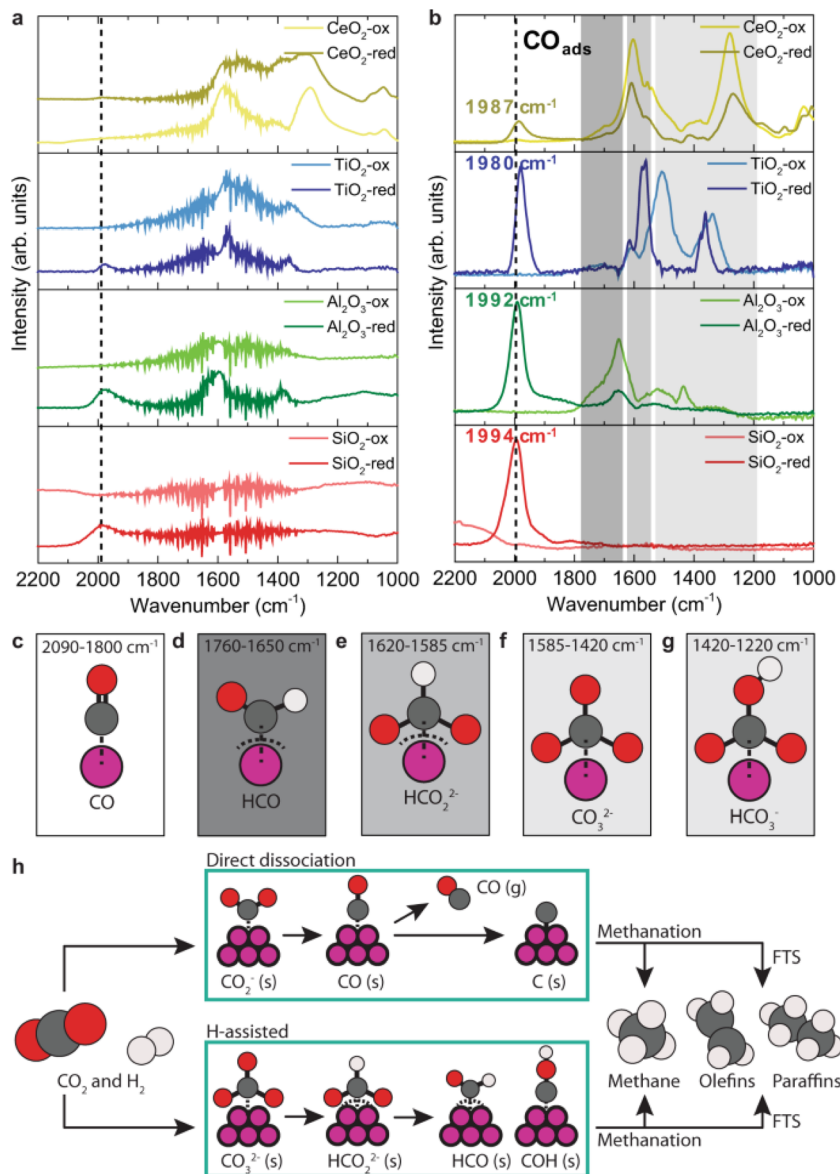 a
CeO₂-ox
CeO₂-red
TiO₂-ox
TiO₂-red
Al₂O₃-ox
Al₂O₃-red
SiO₂-ox
SiO₂-red
Intensity (arb. units)
2200 2000 1800 1600 1400 1200 1000
Wavenumber (cm⁻¹)
b
COads
CeO₂-ox
CeO₂-red
1987 cm⁻¹
1980 cm⁻¹
TiO₂-ox
TiO₂-red
1992 cm⁻¹
Al₂O₃-ox
Al₂O₃-red
1994 cm⁻¹
SiO₂-ox
SiO₂-red
Intensity (arb. units)
2200 2000 1800 1600 1400 1200 1000
Wavenumber (cm⁻¹)
c
2090-1800 cm⁻¹
CO
d
1760-1650 cm⁻¹
HCO
e
1620-1585 cm⁻¹
HCO₂²⁻
f
1585-1420 cm⁻¹
CO₃²⁻
g
1420-1220 cm⁻¹
HCO₃⁻
h
Direct dissociation
CO (g)
CO₂⁻ (s) CO (s) C (s)
Methanation
FTS
CO₂ and H₂
Methane Olefins Paraffins
H-assisted
CO₃²⁻ (s) HCO₂²⁻ (s) HCO (s) COH (s)
Methanation
FTS